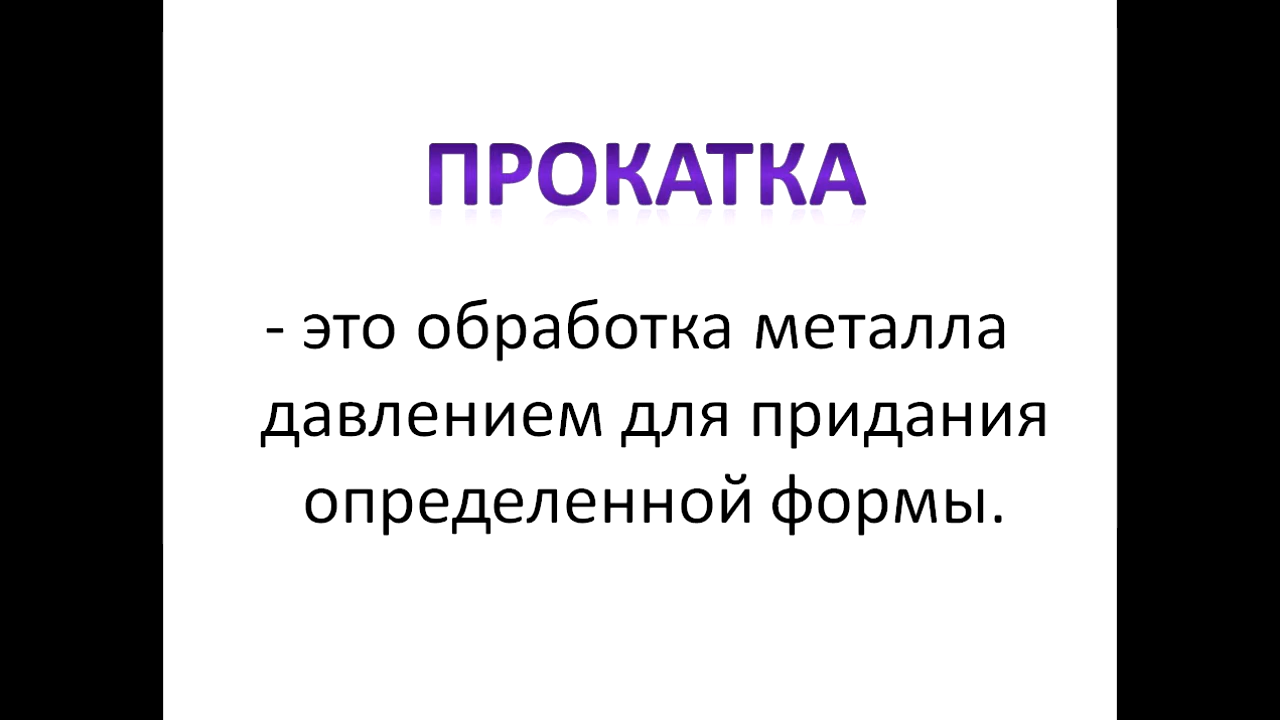 ПРОКАТКА
- это обработка металла
давлением для придания
определенной формы.